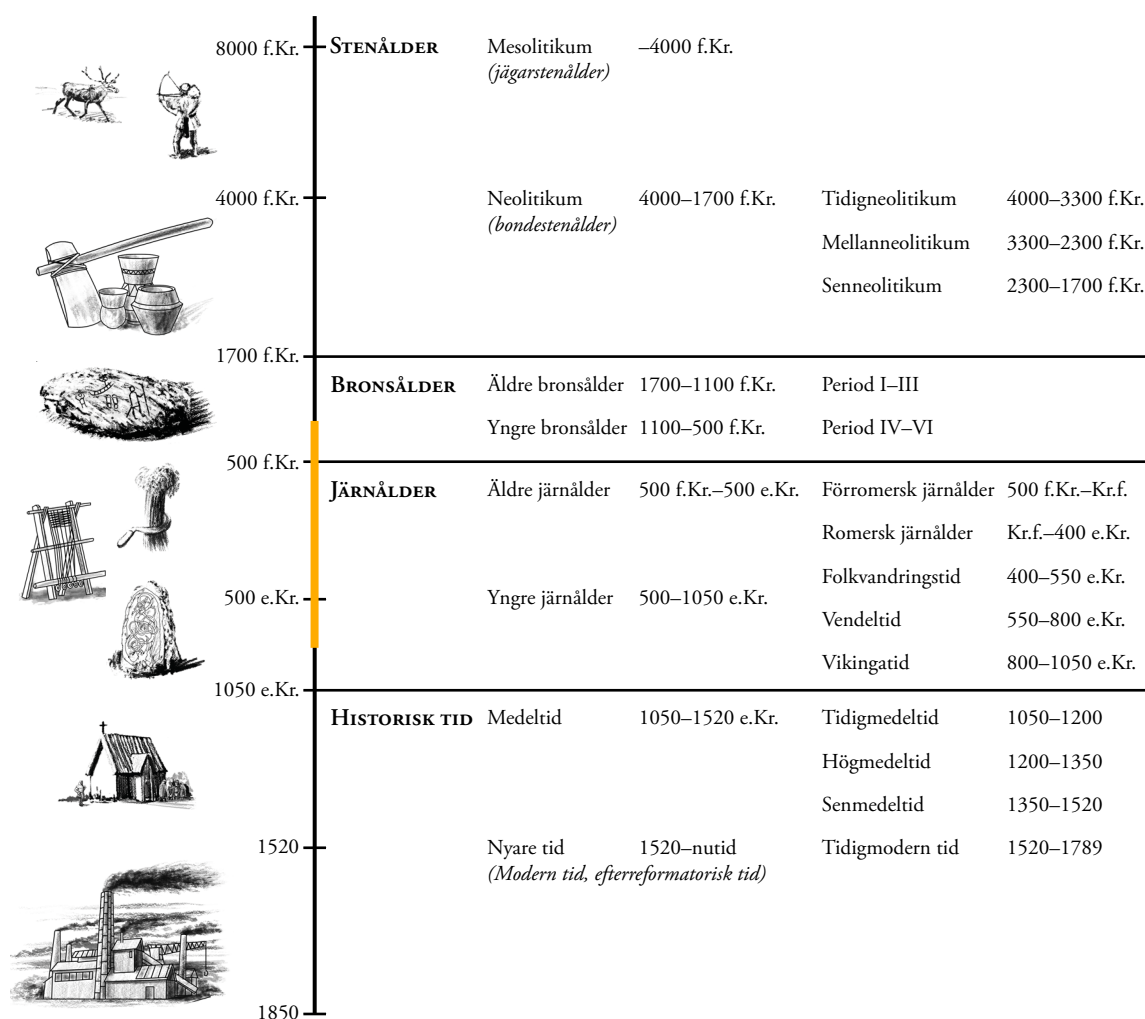 8000 f.Kr. STENÅLDER Mesolitikum –4000 f.Kr.
(jägarstenålder)
4000 f.Kr. Neolitikum 4000–1700 f.Kr. Tidigneolitikum 4000–3300 f.Kr.
(bondestenålder)
Mellanneolitikum 3300–2300 f.Kr.
Senneolitikum 2300–1700 f.Kr.
1700 f.Kr.
BRONSÅLDER Äldre bronsålder 1700–1100 f.Kr. Period I–III
Yngre bronsålder 1100–500 f.Kr. Period IV–VI
500 f.Kr.
JÄRNÅLDER Äldre järnålder 500 f.Kr.–500 e.Kr. Förromersk järnålder 500 f.Kr.–Kr.f.
Romersk järnålder Kr.f.–400 e.Kr.
Folkvandringstid 400–550 e.Kr.
500 e.Kr. Yngre järnålder 500–1050 e.Kr.
Vendeltid 550–800 e.Kr.
Vikingatid 800–1050 e.Kr.
1050 e.Kr.
HISTORISK TID Medeltid 1050–1520 e.Kr. Tidigmedeltid 1050–1200
Högmedeltid 1200–1350
Senmedeltid 1350–1520
1520 Nyare tid 1520–nutid Tidigmodern tid 1520–1789
(Modern tid, efterreformatorisk tid)
1850